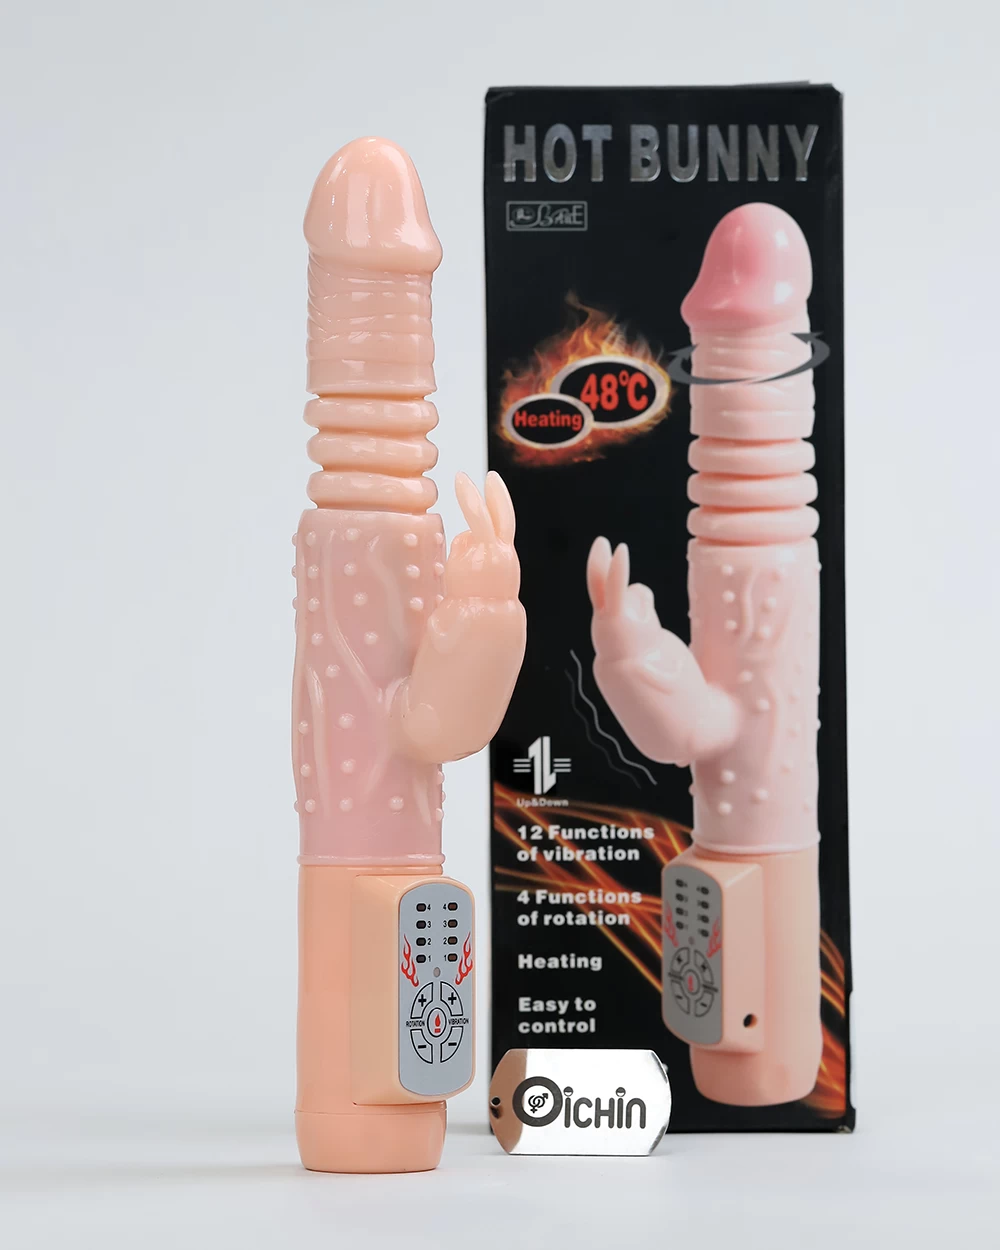 HOT BUNNY
48°C
Heating
Up&Down
12 Functions
of vibration
4 Functions
of rotation
Heating
Easy to
control
4 4
3 3
2 2
1 1
ROTATION VIBRATION
OiCHiN